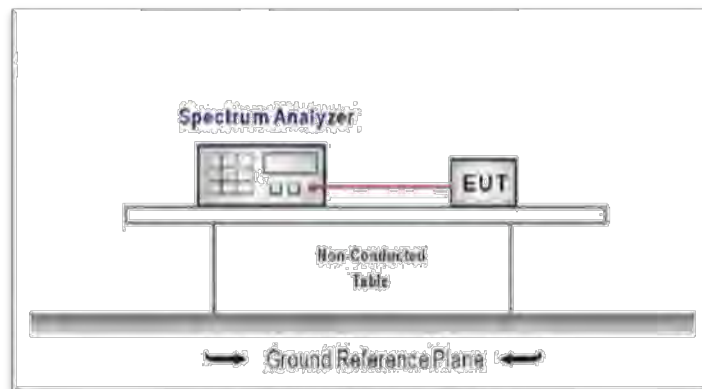 Spectrum Analyzer
EUT
Non-Conducted
Table
Ground Reference Plane